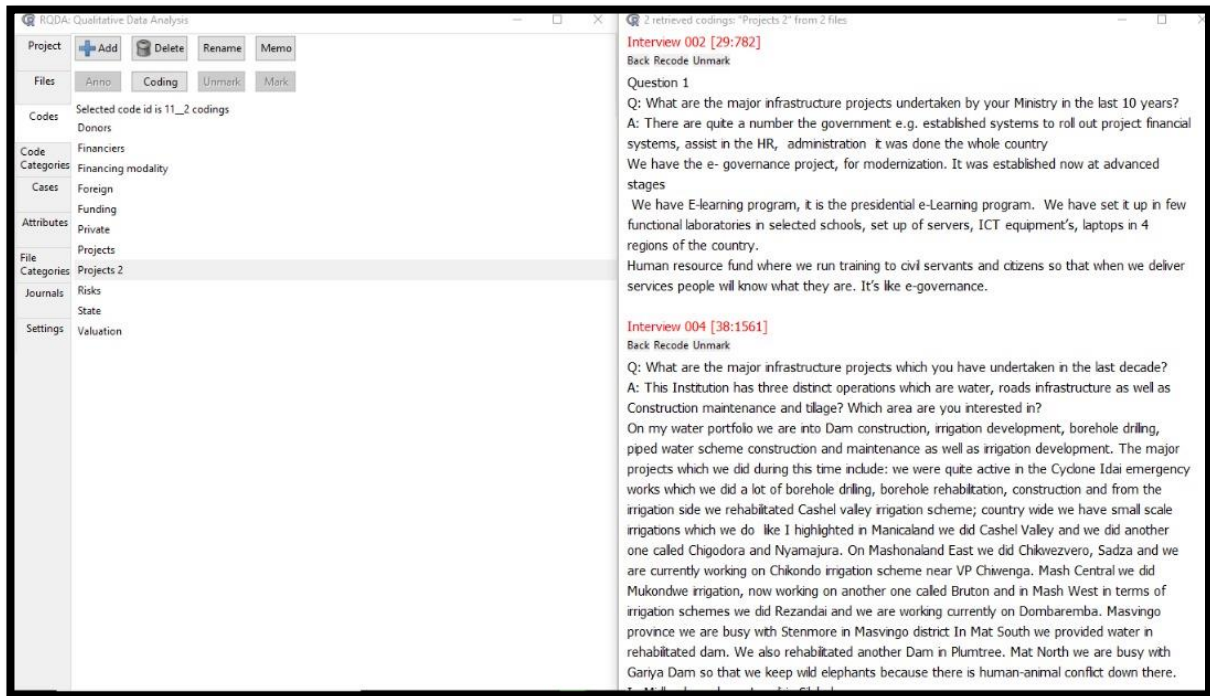 RQDA: Qualitative Data Analysis
Project
Add
Delete
Rename
Memo
Files
Anno
Coding
Unmark
Mark
Codes
Selected code id is 11__2 codings
Donors
Code
Categories
Financiers
Financing modality
Cases
Foreign
Funding
Attributes
Private
Projects
File
Categories
Projects 2
Journals
Risks
State
Settings
Valuation
2 retrieved codings: "Projects 2" from 2 files
Interview 002 [29:782]
Back Recode Unmark
Question 1
Q: What are the major infrastructure projects undertaken by your Ministry in the last 10 years?
A: There are quite a number the government e.g. established systems to roll out project financial
systems, assist in the HR, administration it was done the whole country
We have the e- governance project, for modernization. It was established now at advanced
stages
We have E-learning program, it is the presidential e-Learning program. We have set it up in few
functional laboratories in selected schools, set up of servers, ICT equipment's, laptops in 4
regions of the country.
Human resource fund where we run training to civil servants and citizens so that when we deliver
services people will know what they are. It's like e-governance.
Interview 004 [38:1561]
Back Recode Unmark
Q: What are the major infrastructure projects which you have undertaken in the last decade?
A: This Institution has three distinct operations which are water, roads infrastructure as well as
Construction maintenance and tillage? Which area are you interested in?
On my water portfolio we are into Dam construction, irrigation development, borehole drilling,
piped water scheme construction and maintenance as well as irrigation development. The major
projects which we did during this time include: we were quite active in the Cyclone Idai emergency
works which we did a lot of borehole drilling, borehole rehabilitation, construction and from the
irrigation side we rehabilitated Cashel valley irrigation scheme; country wide we have small scale
irrigations which we do like I highlighted in Manicaland we did Cashel Valley and we did another
one called Chigodora and Nyamajura. On Mashonaland East we did Chikwezvero, Sadza and we
are currently working on Chikondo irrigation scheme near VP Chiwenga. Mash Central we did
Mukondwe irrigation, now working on another one called Bruton and in Mash West in terms of
irrigation schemes we did Rezandai and we are working currently on Dombaremba. Masvingo
province we are busy with Stenmore in Masvingo district In Mat South we provided water in
rehabilitated dam. We also rehabilitated another Dam in Plumtree. Mat North we are busy with
Gariya Dam so that we keep wild elephants because there is human-animal conflict down there.